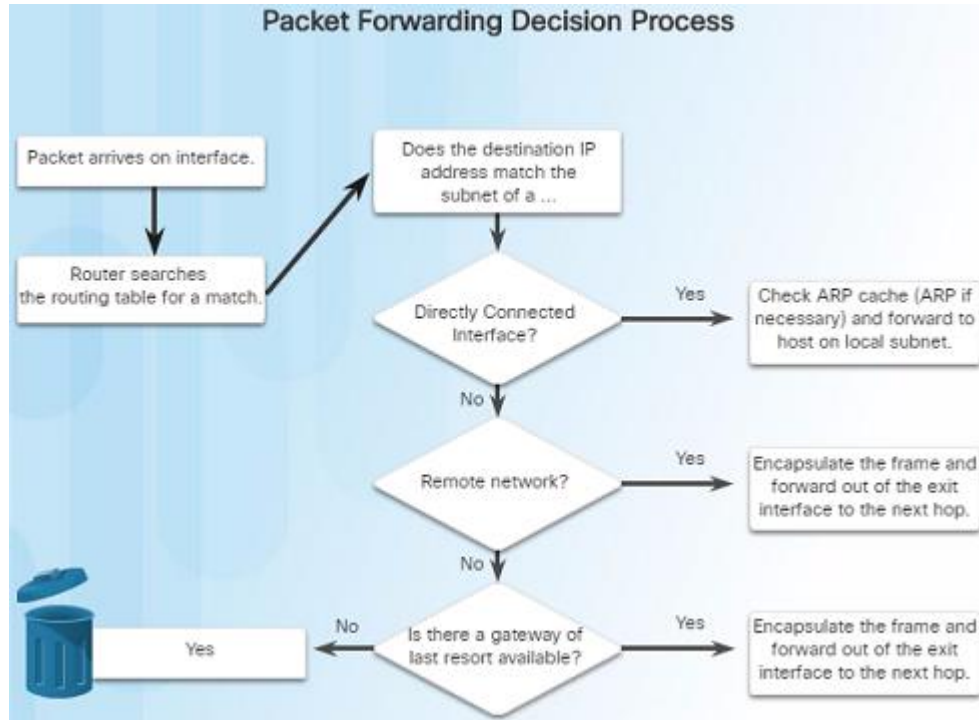 Packet Forwarding Decision Process
Packet arrives on interface.
Router searches
the routing table for a match.
Does the destination IP
address match the
subnet of a ...
Directly Connected
Interface?
Yes
Check ARP cache (ARP if
necessary) and forward to
host on local subnet.
No
Remote network?
Yes
Encapsulate the frame and
forward out of the exit
interface to the next hop.
No
Is there a gateway of
last resort available?
Yes
Encapsulate the frame and
forward out of the exit
interface to the next hop.
No
Yes